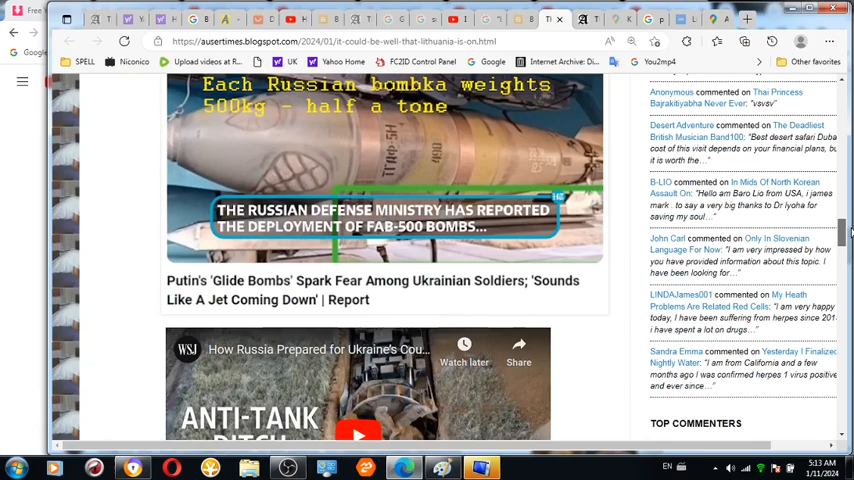 https://ausertimes.blogspot.com/2024/01/it-could-be-well-that-lithuania-is-on.html
SPELL
Niconico
Upload videos at R...
UK
Yahoo Home
FC2ID Control Panel
Google
Internet Archive: D...
You2mp4
Other favorites
Free Y
Google
Each Russian bombka weights
500kg - half a tone
THE RUSSIAN DEFENSE MINISTRY HAS REPORTED
THE DEPLOYMENT OF FAB-500 BOMBS...
Putin's 'Glide Bombs' Spark Fear Among Ukrainian Soldiers; 'Sounds
Like A Jet Coming Down' | Report
WSJ
How Russia Prepared for Ukraine's Cou...
Watch later
Share
ANTI-TANK
DITCH
Anonymous commented on Thai Princess
Bajrakitiyabha Never Ever: "vsvsv"
Desert Adventure commented on The Deadliest
British Musician Band100: "Best desert safari Duba
cost of this visit depends on your financial plans, but
it is worth the…"
B-LIO commented on In Mids Of North Korean
Assault On: "Hello am Baro Lio from USA, i james
mark . to say a very big thanks to Dr Iyoha for
saving my soul…"
John Carl commented on Only In Slovenian
Language For Now: "I am very impressed by how
you have provided information about this topic. I
have been looking for…"
LINDAJames001 commented on My Heath
Problems Are Related Red Cells: "I am very happy
today, I have been suffering from herpes since 201
i have spent a lot on drugs…"
Sandra Emma commented on Yesterday I Finalized
Nightly Water: "I am from California and a few
months ago I was confirmed herpes 1 virus positive
and ever since…"
TOP COMMENTERS
EN
5:13 AM
1/11/2024